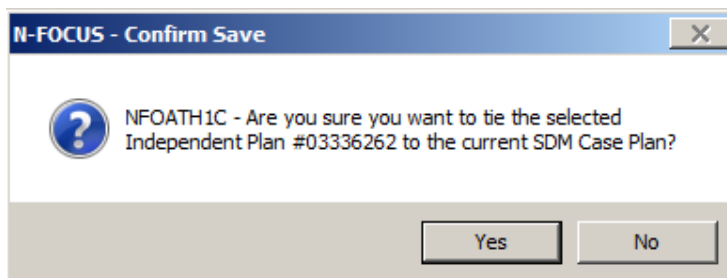 N-FOCUS - Confirm Save
NFOATH1C - Are you sure you want to tie the selected
Independent Plan #03336262 to the current SDM Case Plan?
Yes
No